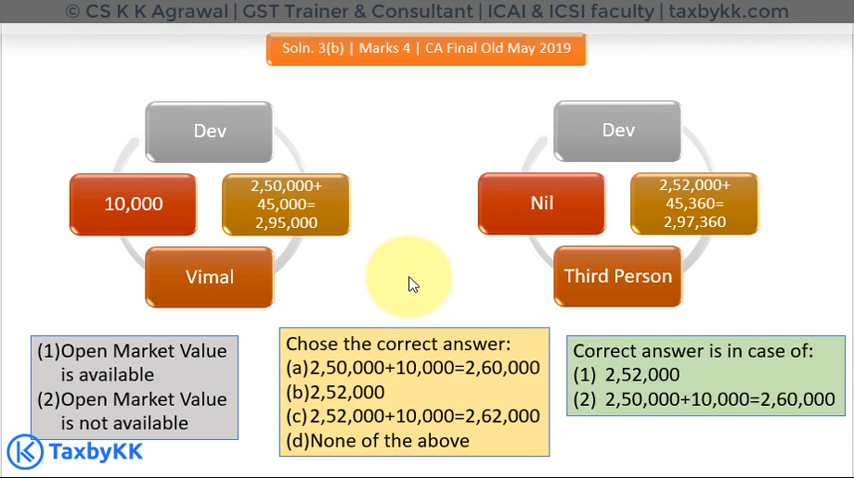 © CS K K Agrawal | GST Trainer & Consultant | ICAI & ICSI faculty | taxbykk.com
Soln. 3(b) | Marks 4 | CA Final Old May 2019
Dev
10,000
2,50,000+
45,000=
2,95,000
Vimal
Dev
Nil
2,52,000+
45,360=
2,97,360
Third Person
(1)Open Market Value
is available
(2)Open Market Value
is not available
Chose the correct answer:
(a)2,50,000+10,000=2,60,000
(b)2,52,000
(c)2,52,000+10,000=2,62,000
(d)None of the above
Correct answer is in case of:
(1) 2,52,000
(2) 2,50,000+10,000=2,60,000
TaxbyKK